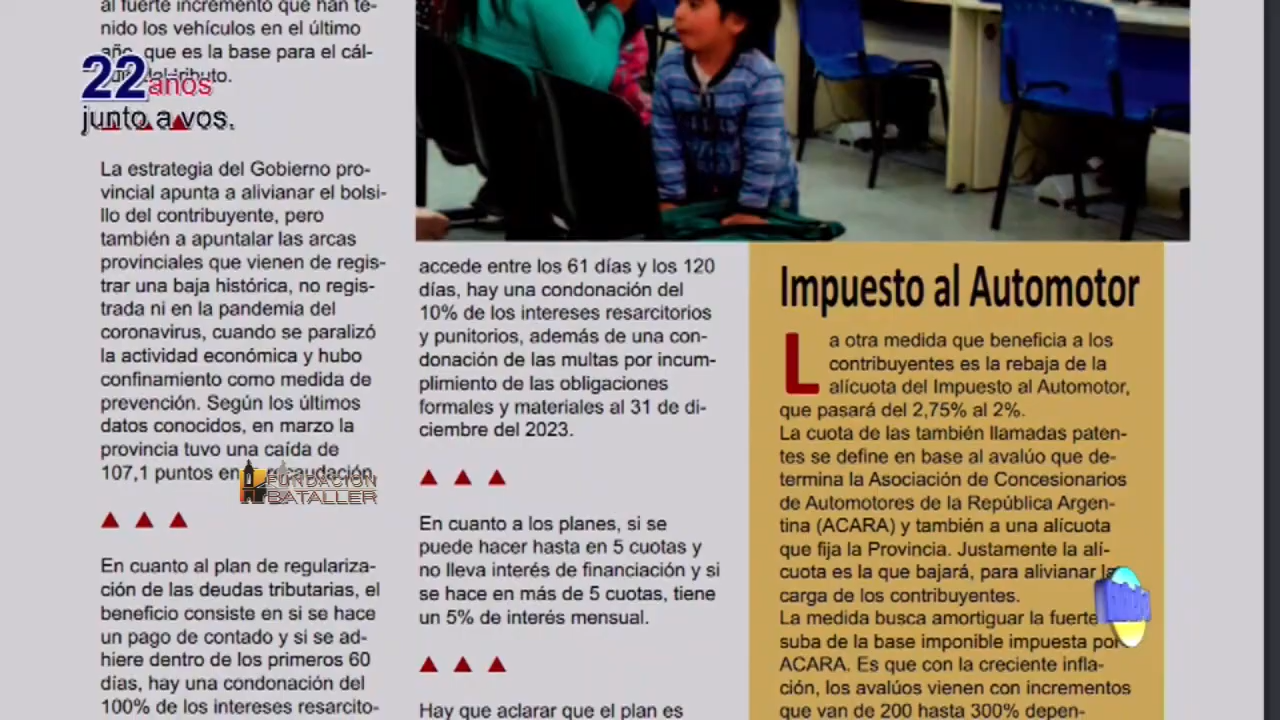 al fuerte incremento que han te-
nido los vehículos en el último
año, que es la base para el cál-
tributo.
22 años
junto a vos.
La estrategia del Gobierno pro-
vincial apunta a alivianar el bolsi-
llo del contribuyente, pero
también a apuntalar las arcas
provinciales que vienen de regis-
trar una baja histórica, no regis-
trada ni en la pandemia del
coronavirus, cuando se paralizó
la actividad económica y hubo
confinamiento como medida de
prevención. Según los últimos
datos conocidos, en marzo la
provincia tuvo una caída de
107,1 puntos en recaudación.
FUNDACION
BATALLER
En cuanto al plan de regulariza-
ción de las deudas tributarias, el
beneficio consiste en si se hace
un pago de contado y si se ad-
hiere dentro de los primeros 60
días, hay una condonación del
100% de los intereses resarcito-
accede entre los 61 días y los 120
días, hay una condonación del
10% de los intereses resarcitorios
y punitorios, además de una con-
donación de las multas por incum-
plimiento de las obligaciones
formales y materiales al 31 de di-
ciembre del 2023.
En cuanto a los planes, si se
puede hacer hasta en 5 cuotas y
no lleva interés de financiación y si
se hace en más de 5 cuotas, tiene
un 5% de interés mensual.
Hay que aclarar que el plan es
Impuesto al Automotor
La otra medida que beneficia a los
contribuyentes es la rebaja de la
alícuota del Impuesto al Automotor,
que pasará del 2,75% al 2%.
La cuota de las también llamadas paten-
tes se define en base al avalúo que de-
termina la Asociación de Concesionarios
de Automotores de la República Argen-
tina (ACARA) y también a una alícuota
que fija la Provincia. Justamente la alí-
cuota es la que bajará, para alivianar la
carga de los contribuyentes.
La medida busca amortiguar la fuerte
suba de la base imponible impuesta por
ACARA. Es que con la creciente infla-
ción, los avalúos vienen con incrementos
que van de 200 hasta 300% depen-